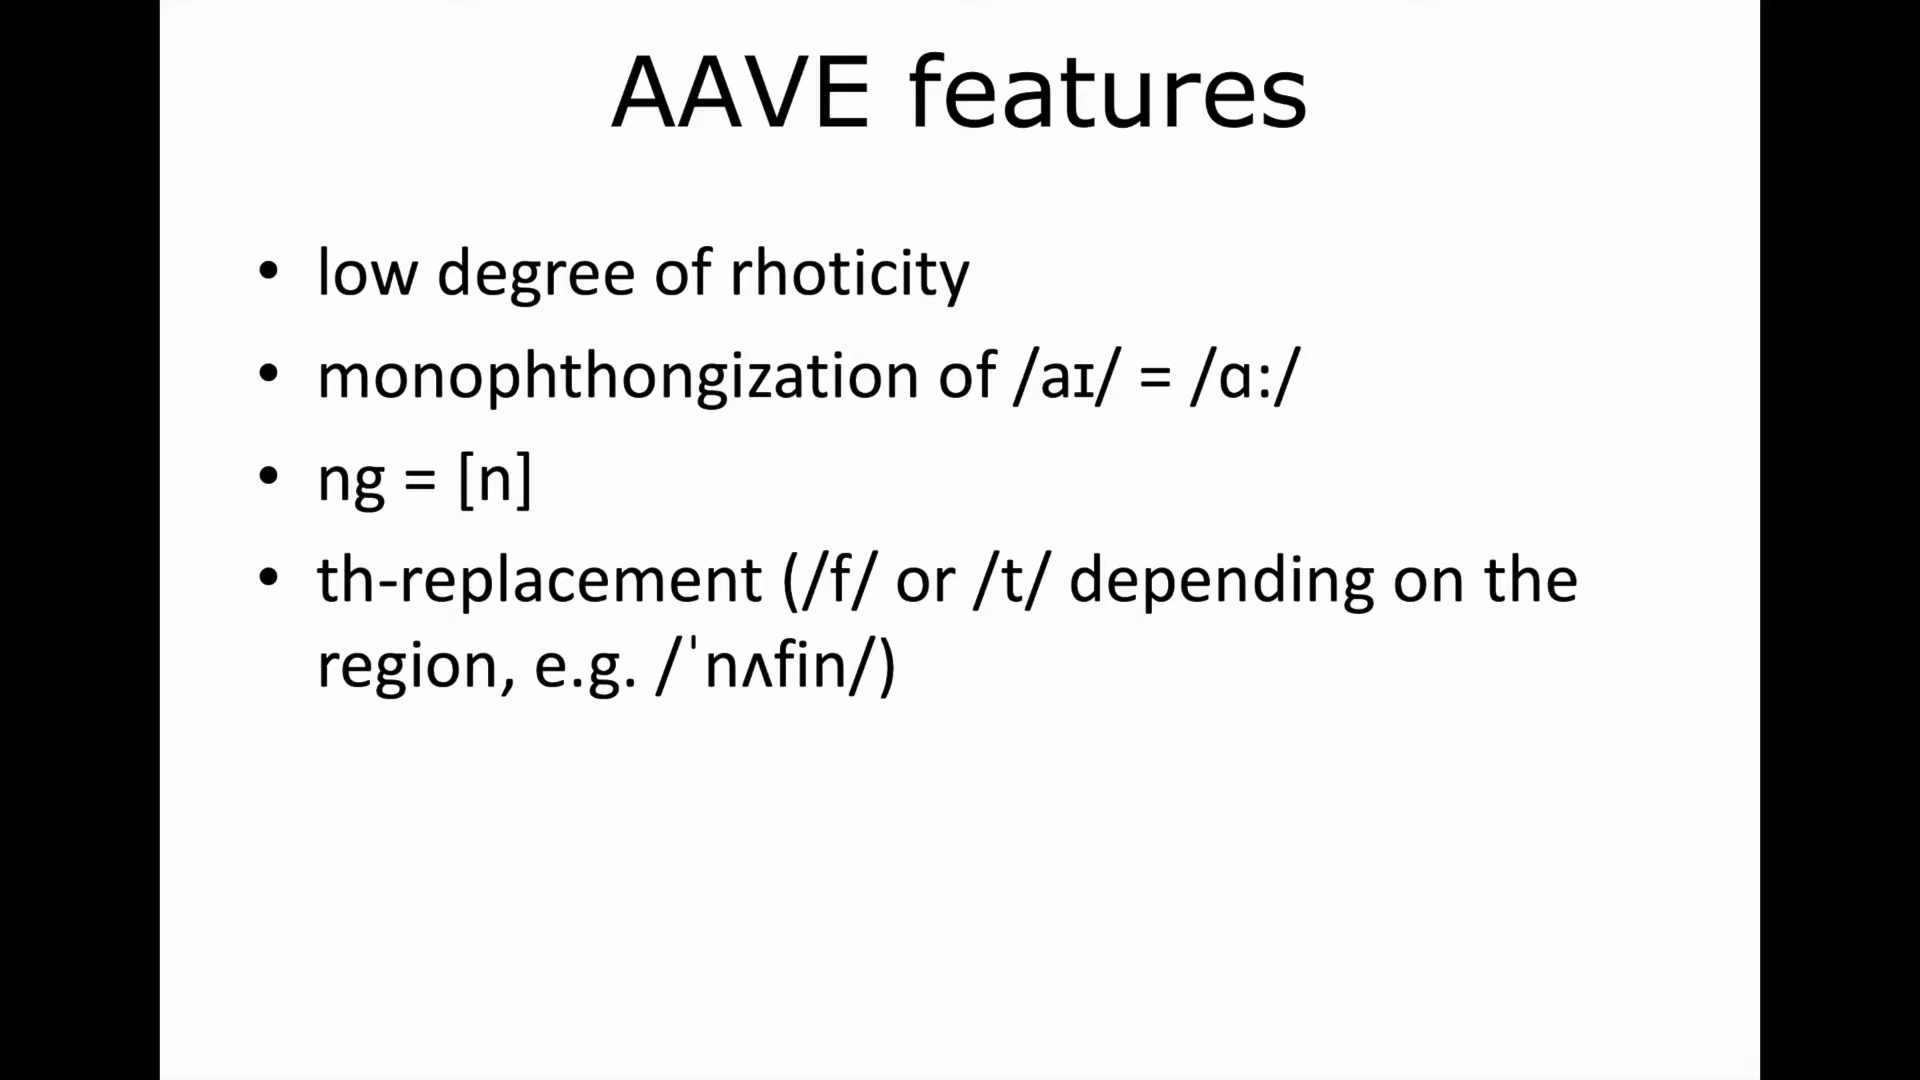 AAVE features
• low degree of rhoticity
• monophthongization of /aɪ/ = /ɑ:/
• ng = [n]
• th-replacement (/f/ or /t/ depending on the
region, e.g. /ˈnʌfin/)